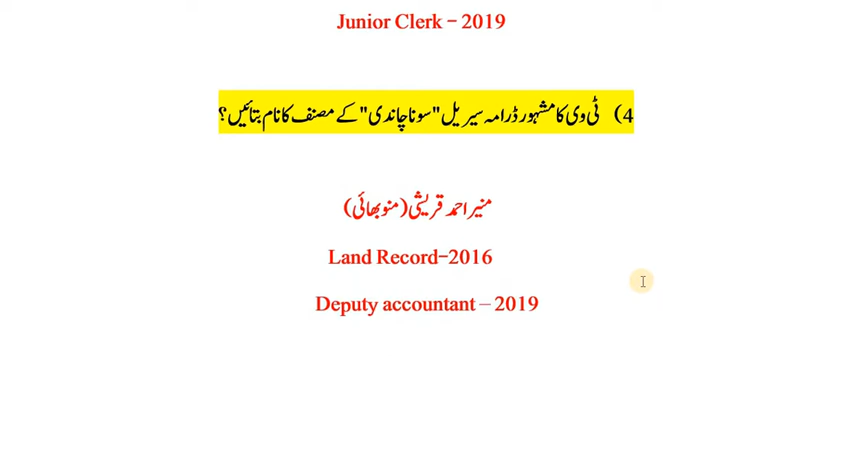 Junior Clerk – 2019
4) ٹی وی کا مشہور ڈرامہ سیریل "سونا چاندی" کے مصنف کا نام بتائیں؟
منیر احمد قریشی (منو بھائی)
Land Record-2016
Deputy accountant – 2019